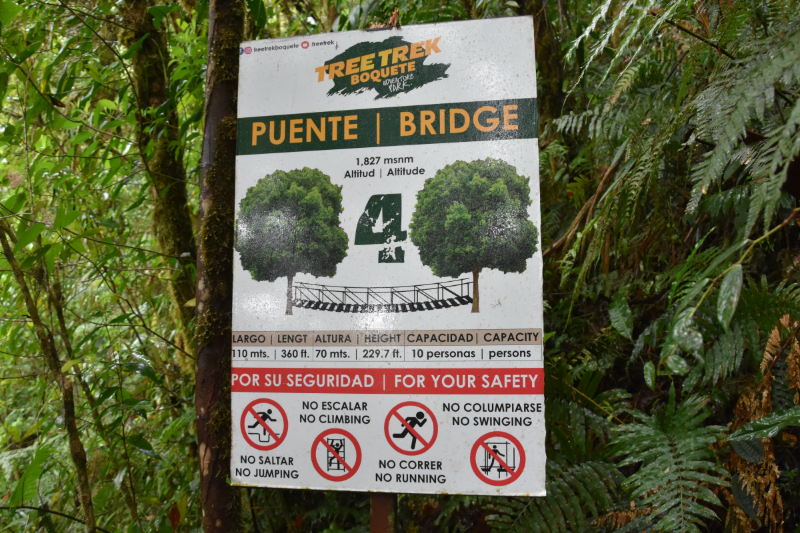 treetrekboquete treetrek
TREE TREK
BOQUETE
ADVENTURE
PARK
PUENTE | BRIDGE
1,827 msnm
Altitud | Altitude
4
LARGO | LENGT ALTURA | HEIGHT CAPACIDAD | CAPACITY
110 mts. | 360 ft. 70 mts. | 229.7 ft. 10 personas | persons
POR SU SEGURIDAD | FOR YOUR SAFETY
NO ESCALAR
NO CLIMBING
NO COLUMPIARSE
NO SWINGING
NO SALTAR
NO JUMPING
NO CORRER
NO RUNNING